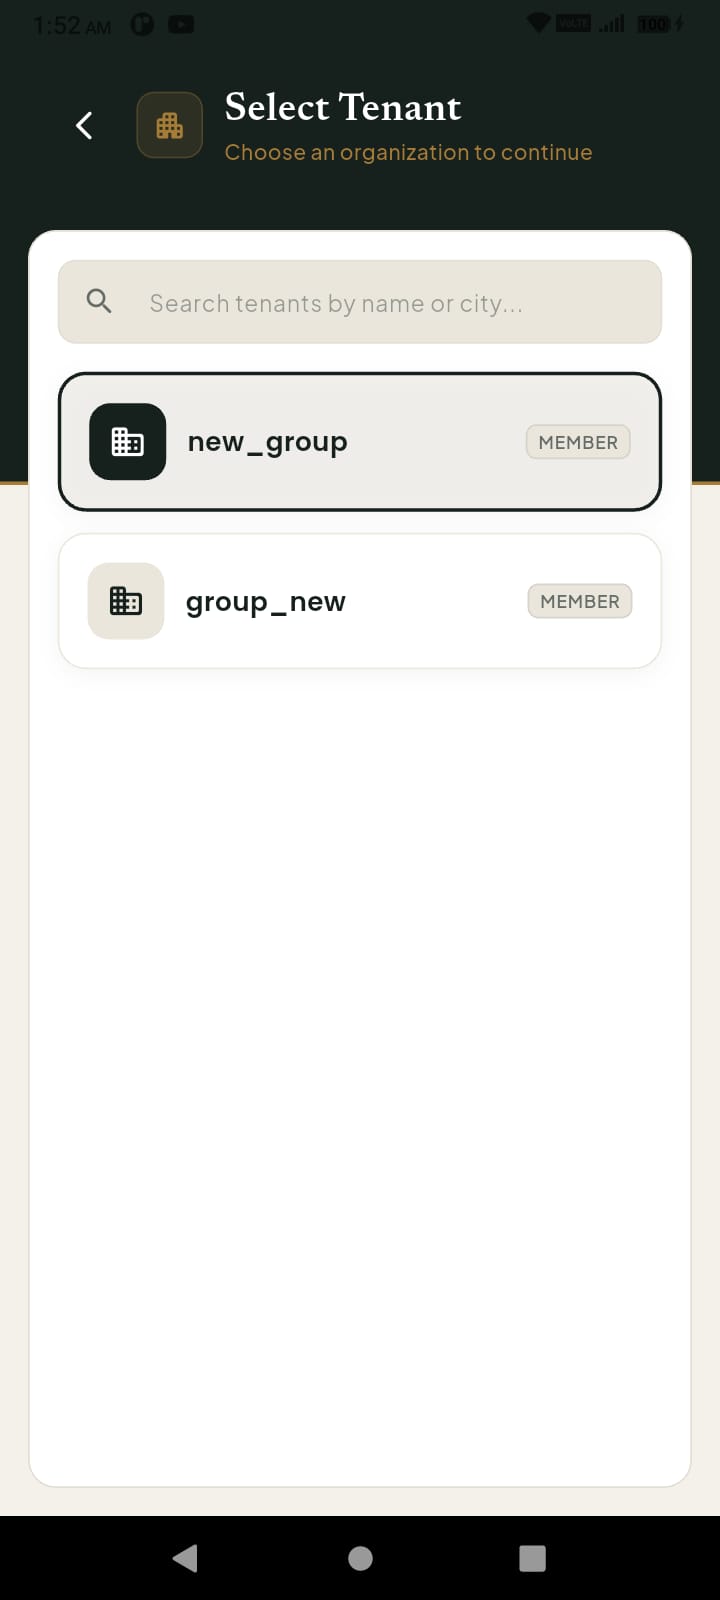 1:52 AM VoLTE 100
Select Tenant
Choose an organization to continue
Search tenants by name or city...
new_group MEMBER
group_new MEMBER